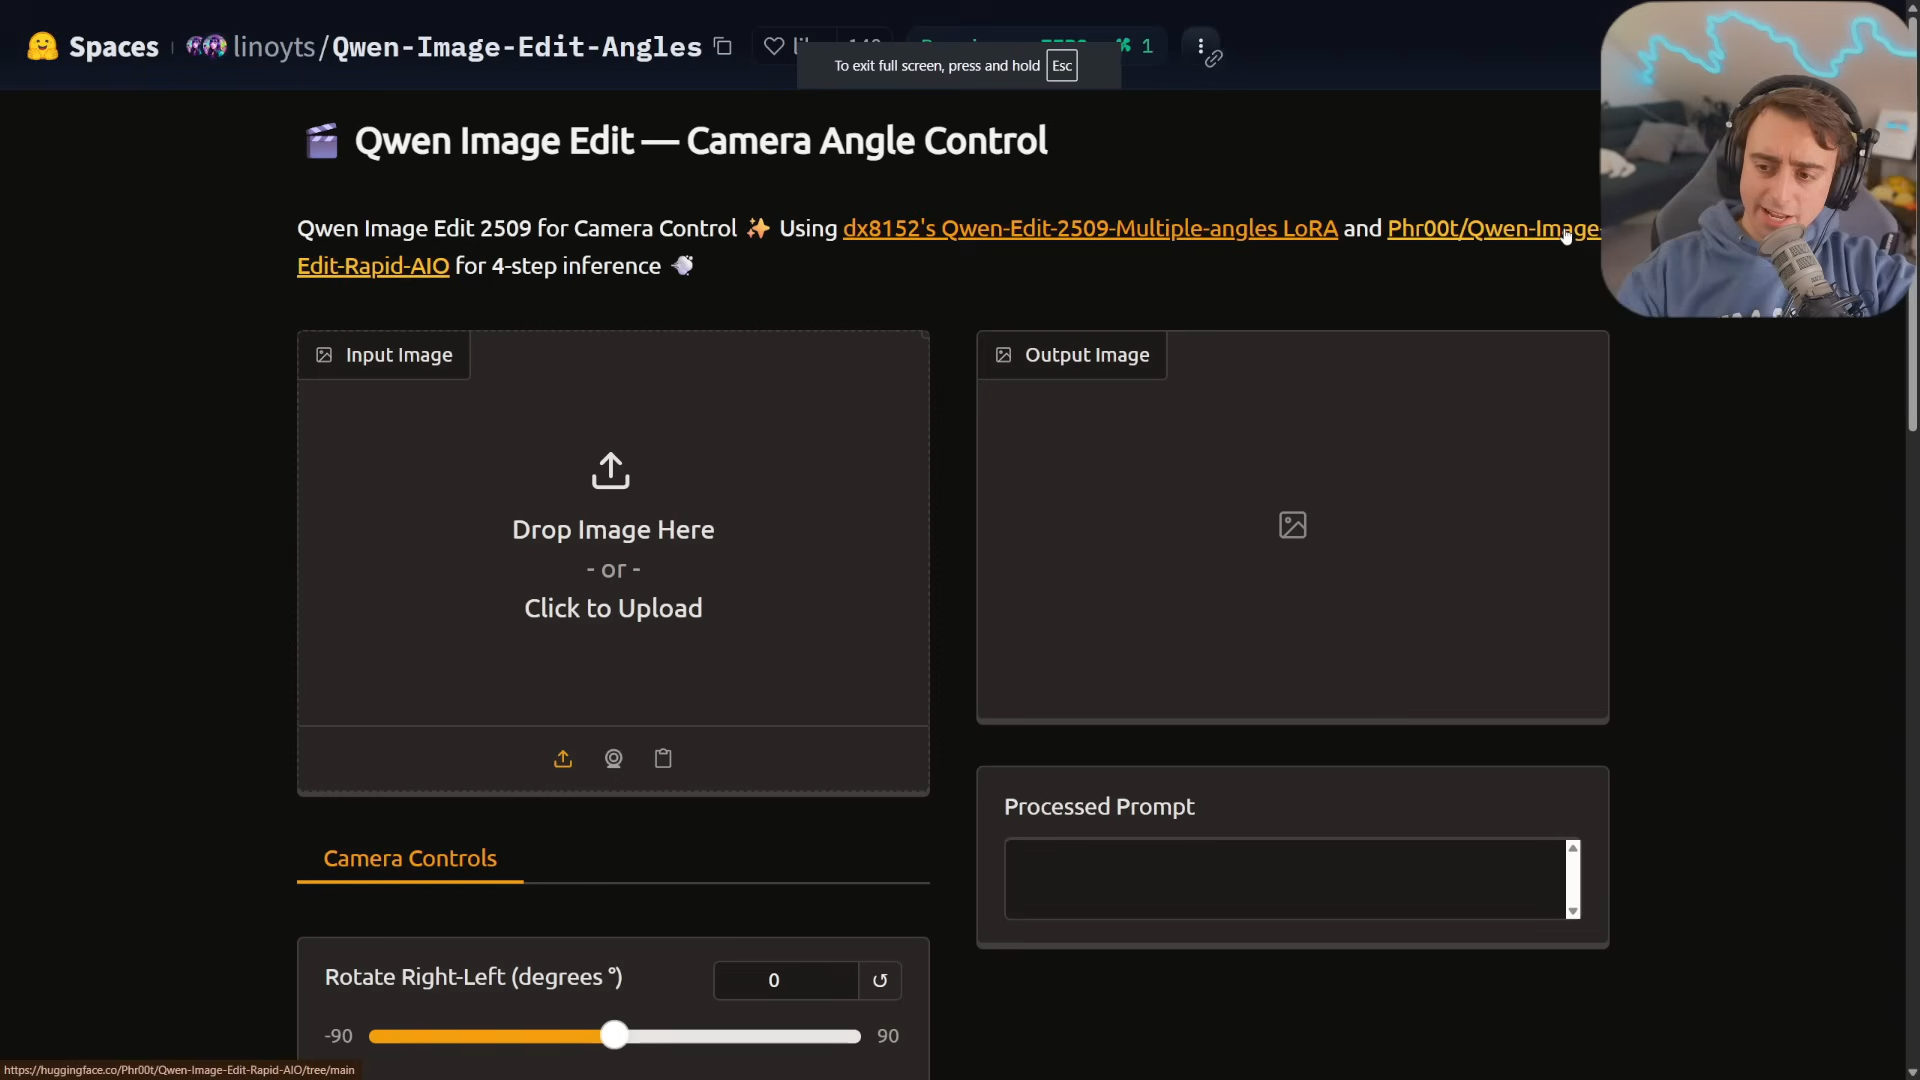 Spaces linoyts/Qwen-Image-Edit-Angles 1
To exit full screen, press and hold Esc
Qwen Image Edit — Camera Angle Control
Qwen Image Edit 2509 for Camera Control ✨ Using dx8152's Qwen-Edit-2509-Multiple-angles LoRA and Phr00t/Qwen-Image-
Edit-Rapid-AIO for 4-step inference
Input Image
Output Image
Drop Image Here
- or -
Click to Upload
Processed Prompt
Camera Controls
Rotate Right-Left (degrees °) 0
-90 90
https://huggingface.co/Phr00t/Qwen-Image-Edit-Rapid-AIO/tree/main